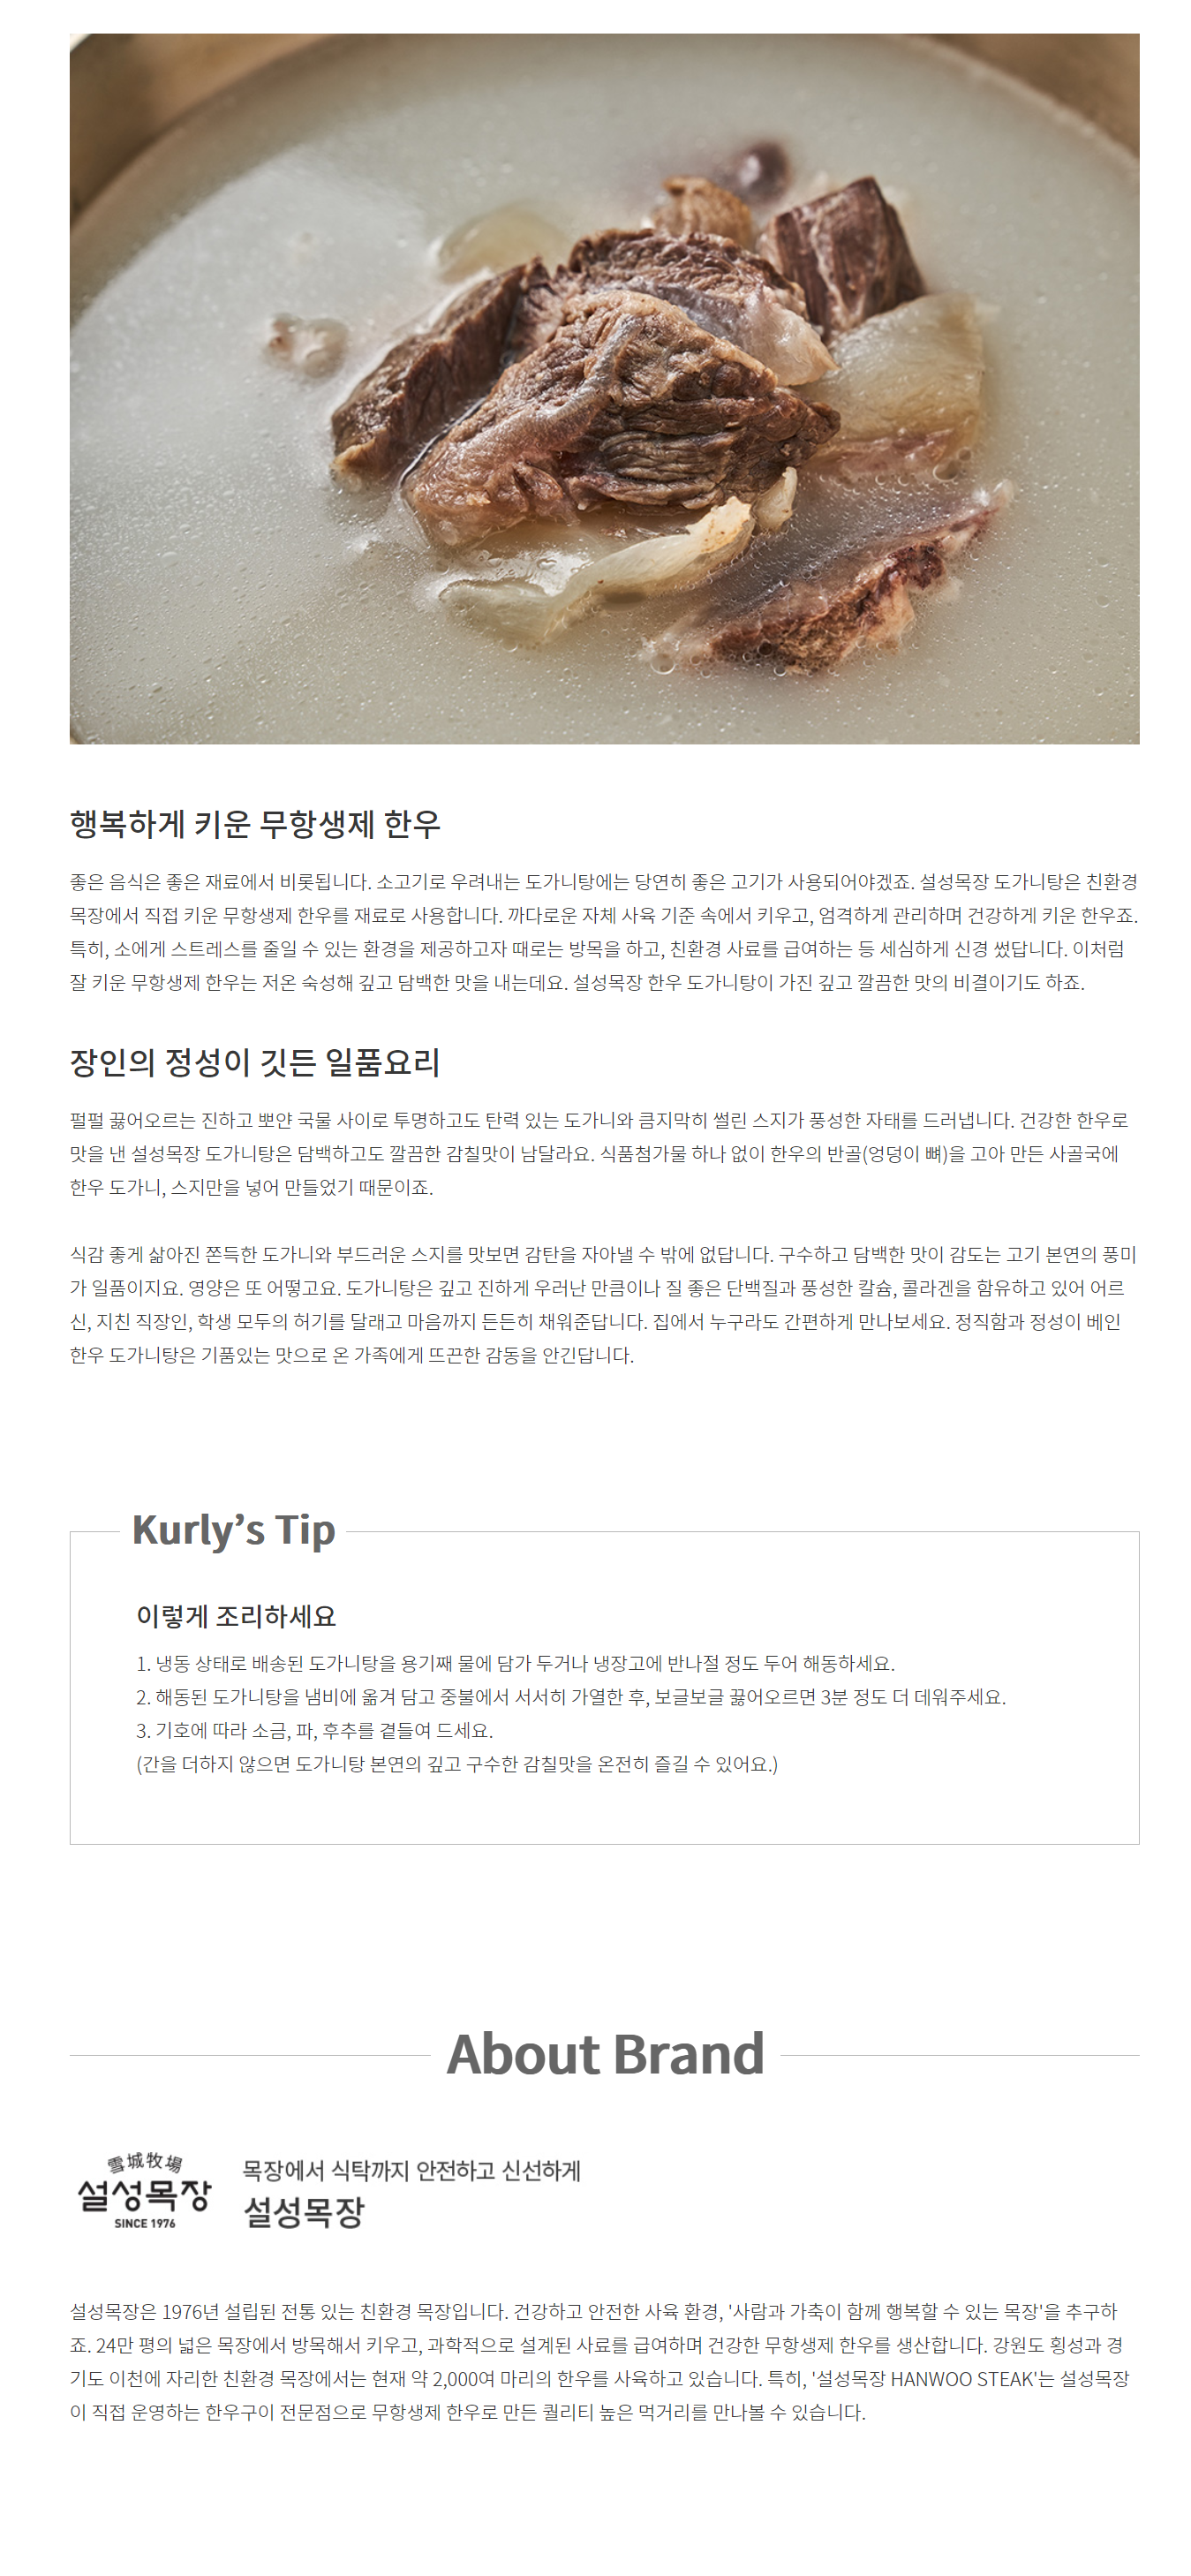 행복하게 키운 무항생제 한우
좋은 음식은 좋은 재료에서 비롯됩니다. 소고기로 우려내는 도가니탕에는 당연히 좋은 고기가 사용되어야겠죠. 설성목장 도가니탕은 친환경
목장에서 직접 키운 무항생제 한우를 재료로 사용합니다. 까다로운 자체 사육 기준 속에서 키우고, 엄격하게 관리하며 건강하게 키운 한우죠.
특히, 소에게 스트레스를 줄일 수 있는 환경을 제공하고자 때로는 방목을 하고, 친환경 사료를 급여하는 등 세심하게 신경 썼답니다. 이처럼
잘 키운 무항생제 한우는 저온 숙성해 깊고 담백한 맛을 내는데요. 설성목장 한우 도가니탕이 가진 깊고 깔끔한 맛의 비결이기도 하죠.
장인의 정성이 깃든 일품요리
펄펄 끓어오르는 진하고 뽀얀 국물 사이로 투명하고도 탄력 있는 도가니와 큼지막히 썰린 스지가 풍성한 자태를 드러냅니다. 건강한 한우로
맛을 낸 설성목장 도가니탕은 담백하고도 깔끔한 감칠맛이 남달라요. 식품첨가물 하나 없이 한우의 반골(엉덩이 뼈)을 고아 만든 사골국에
한우 도가니, 스지만을 넣어 만들었기 때문이죠.
식감 좋게 삶아진 쫀득한 도가니와 부드러운 스지를 맛보면 감탄을 자아낼 수 밖에 없답니다. 구수하고 담백한 맛이 감도는 고기 본연의 풍미
가 일품이지요. 영양은 또 어떻고요. 도가니탕은 깊고 진하게 우러난 만큼이나 질 좋은 단백질과 풍성한 칼슘, 콜라겐을 함유하고 있어 어르
신, 지친 직장인, 학생 모두의 허기를 달래고 마음까지 든든히 채워준답니다. 집에서 누구라도 간편하게 만나보세요. 정직함과 정성이 베인
한우 도가니탕은 기품있는 맛으로 온 가족에게 뜨끈한 감동을 안긴답니다.
Kurly’s Tip
이렇게 조리하세요
1. 냉동 상태로 배송된 도가니탕을 용기째 물에 담가 두거나 냉장고에 반나절 정도 두어 해동하세요.
2. 해동된 도가니탕을 냄비에 옮겨 담고 중불에서 서서히 가열한 후, 보글보글 끓어오르면 3분 정도 더 데워주세요.
3. 기호에 따라 소금, 파, 후추를 곁들여 드세요.
(간을 더하지 않으면 도가니탕 본연의 깊고 구수한 감칠맛을 온전히 즐길 수 있어요.)
About Brand
雪城牧場
설성목장
SINCE 1976
목장에서 식탁까지 안전하고 신선하게
설성목장
설성목장은 1976년 설립된 전통 있는 친환경 목장입니다. 건강하고 안전한 사육 환경, '사람과 가축이 함께 행복할 수 있는 목장'을 추구하
죠. 24만 평의 넓은 목장에서 방목해서 키우고, 과학적으로 설계된 사료를 급여하며 건강한 무항생제 한우를 생산합니다. 강원도 횡성과 경
기도 이천에 자리한 친환경 목장에서는 현재 약 2,000여 마리의 한우를 사육하고 있습니다. 특히, '설성목장 HANWOO STEAK'는 설성목장
이 직접 운영하는 한우구이 전문점으로 무항생제 한우로 만든 퀄리티 높은 먹거리를 만나볼 수 있습니다.